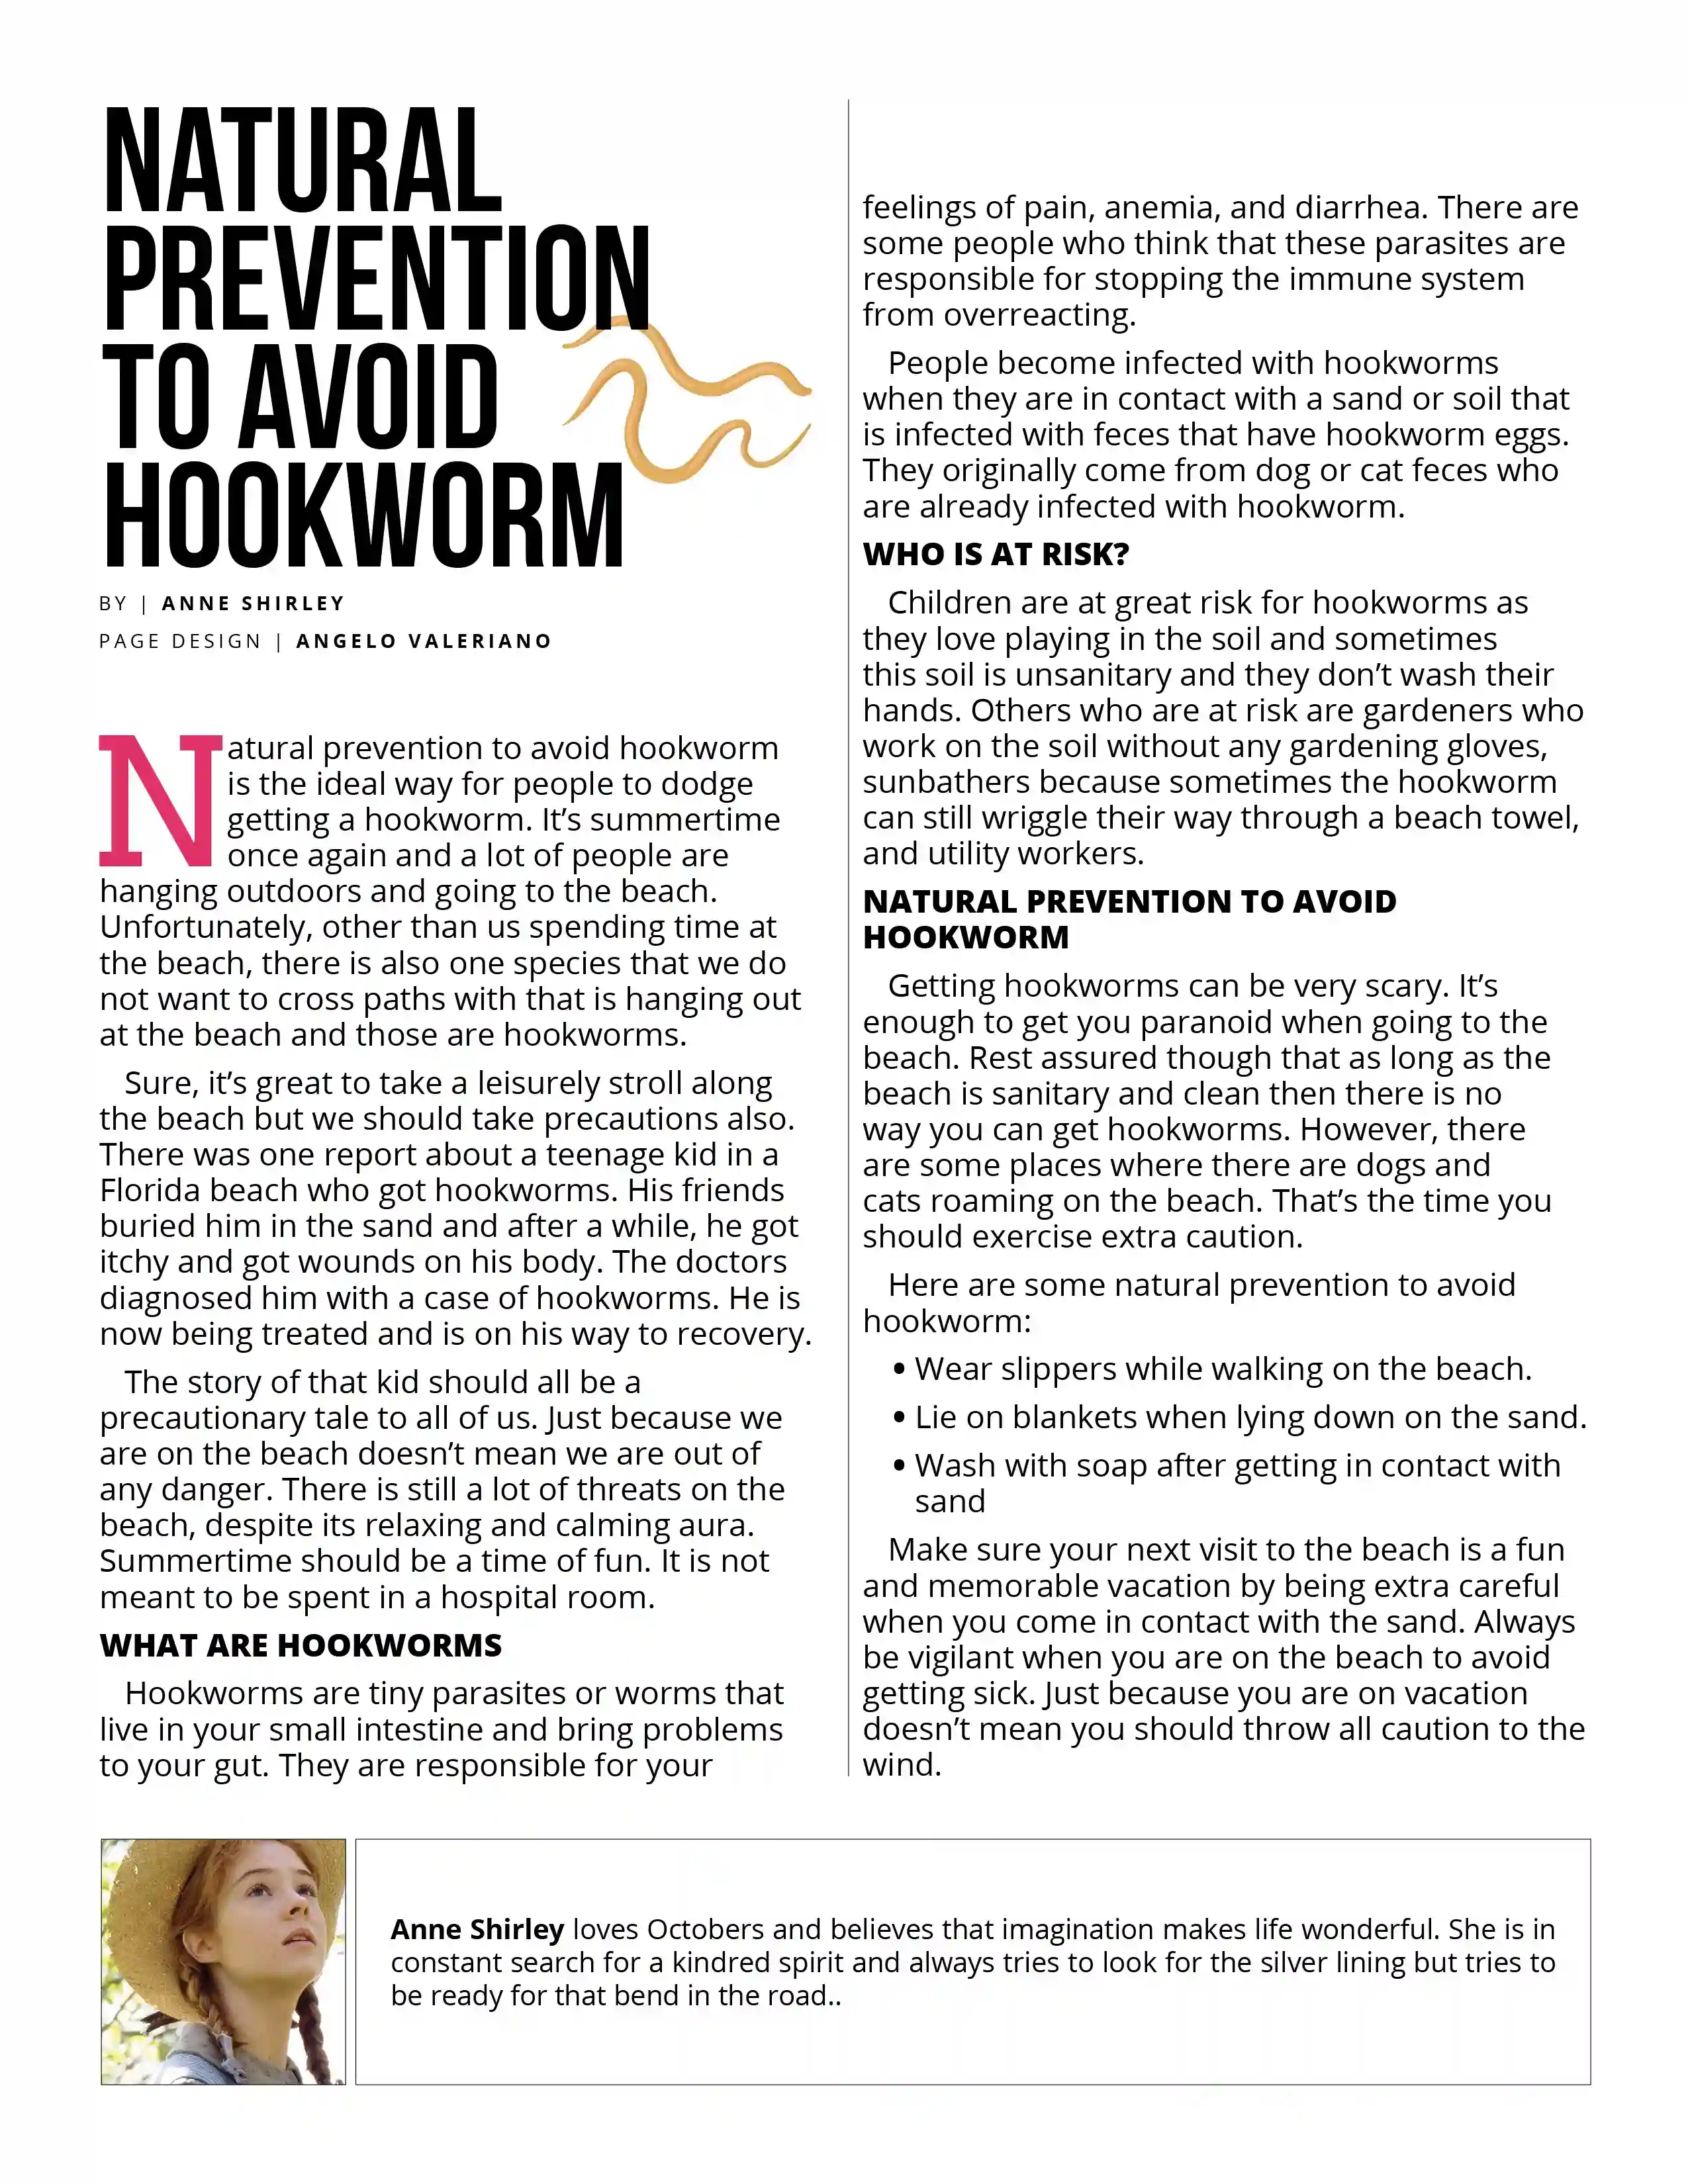 NATURAL
PREVENTION
TO AVOID
HOOKWORM
BY | ANNE SHIRLEY
PAGE DESIGN | ANGELO VALERIANO
Natural prevention to avoid hookworm
is the ideal way for people to dodge
getting a hookworm. It’s summertime
once again and a lot of people are
hanging outdoors and going to the beach.
Unfortunately, other than us spending time at
the beach, there is also one species that we do
not want to cross paths with that is hanging out
at the beach and those are hookworms.
Sure, it’s great to take a leisurely stroll along
the beach but we should take precautions also.
There was one report about a teenage kid in a
Florida beach who got hookworms. His friends
buried him in the sand and after a while, he got
itchy and got wounds on his body. The doctors
diagnosed him with a case of hookworms. He is
now being treated and is on his way to recovery.
The story of that kid should all be a
precautionary tale to all of us. Just because we
are on the beach doesn’t mean we are out of
any danger. There is still a lot of threats on the
beach, despite its relaxing and calming aura.
Summertime should be a time of fun. It is not
meant to be spent in a hospital room.
WHAT ARE HOOKWORMS
Hookworms are tiny parasites or worms that
live in your small intestine and bring problems
to your gut. They are responsible for your
feelings of pain, anemia, and diarrhea. There are
some people who think that these parasites are
responsible for stopping the immune system
from overreacting.
People become infected with hookworms
when they are in contact with a sand or soil that
is infected with feces that have hookworm eggs.
They originally come from dog or cat feces who
are already infected with hookworm.
WHO IS AT RISK?
Children are at great risk for hookworms as
they love playing in the soil and sometimes
this soil is unsanitary and they don’t wash their
hands. Others who are at risk are gardeners who
work on the soil without any gardening gloves,
sunbathers because sometimes the hookworm
can still wriggle their way through a beach towel,
and utility workers.
NATURAL PREVENTION TO AVOID
HOOKWORM
Getting hookworms can be very scary. It’s
enough to get you paranoid when going to the
beach. Rest assured though that as long as the
beach is sanitary and clean then there is no
way you can get hookworms. However, there
are some places where there are dogs and
cats roaming on the beach. That’s the time you
should exercise extra caution.
Here are some natural prevention to avoid
hookworm:
• Wear slippers while walking on the beach.
• Lie on blankets when lying down on the sand.
• Wash with soap after getting in contact with
sand
Make sure your next visit to the beach is a fun
and memorable vacation by being extra careful
when you come in contact with the sand. Always
be vigilant when you are on the beach to avoid
getting sick. Just because you are on vacation
doesn’t mean you should throw all caution to the
wind.
Anne Shirley loves Octobers and believes that imagination makes life wonderful. She is in
constant search for a kindred spirit and always tries to look for the silver lining but tries to
be ready for that bend in the road..